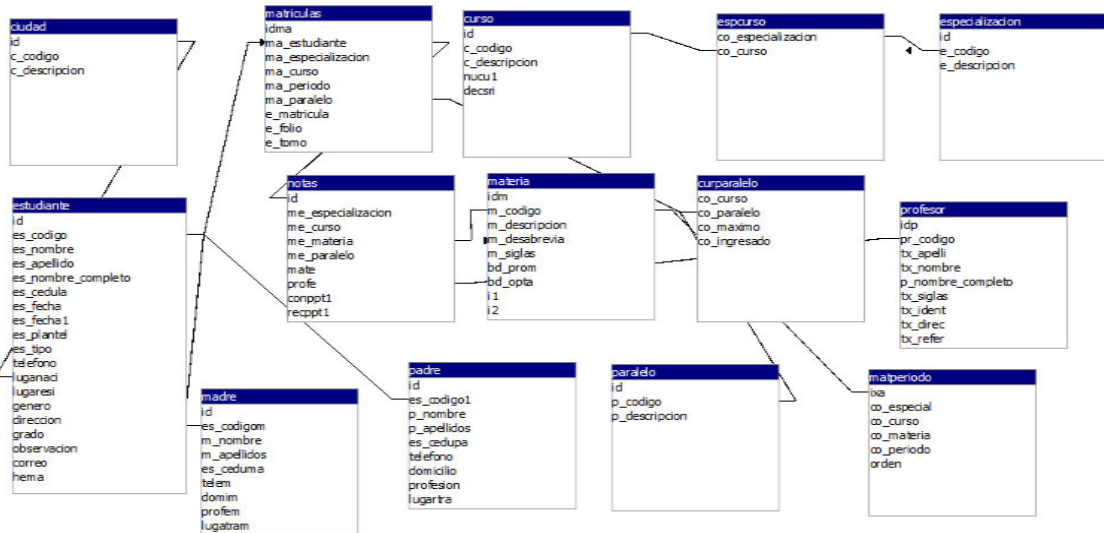 ciudad
id
c_codigo
c_descripcion
matriculas
idma
ma_estudiante
ma_especializacion
ma_curso
ma_periodo
ma_paralelo
e_matricula
e_folio
e_tomo
curso
id
c_codigo
c_descripcion
nucu1
decsri
espcurso
co_especializacion
co_curso
especializacion
id
e_codigo
e_descripcion
estudiante
id
es_codigo
es_nombre
es_apellido
es_nombre_completo
es_cedula
es_fecha
es_fecha1
es_plantel
es_tipo
telefono
luganaci
lugaresi
genero
direccion
grado
observacion
correo
hema
notas
id
me_especializacion
me_curso
me_materia
me_paralelo
mate
profe
conppt1
recppt1
materia
idm
m_codigo
m_descripcion
m_desabrevia
m_siglas
bd_prom
bd_opta
i1
i2
curparalelo
co_curso
co_paralelo
co_maximo
co_ingresado
profesor
idp
pr_codigo
tx_apelli
tx_nombre
p_nombre_completo
tx_siglas
tx_ident
tx_direc
tx_refer
madre
id
es_codigom
m_nombre
m_apellidos
es_ceduma
telem
domim
profem
lugatram
padre
id
es_codigo1
p_nombre
p_apellidos
es_cedupa
telefono
domicilio
profesion
lugartra
paralelo
id
p_codigo
p_descripcion
matperiodo
ixa
co_especial
co_curso
co_materia
co_periodo
orden